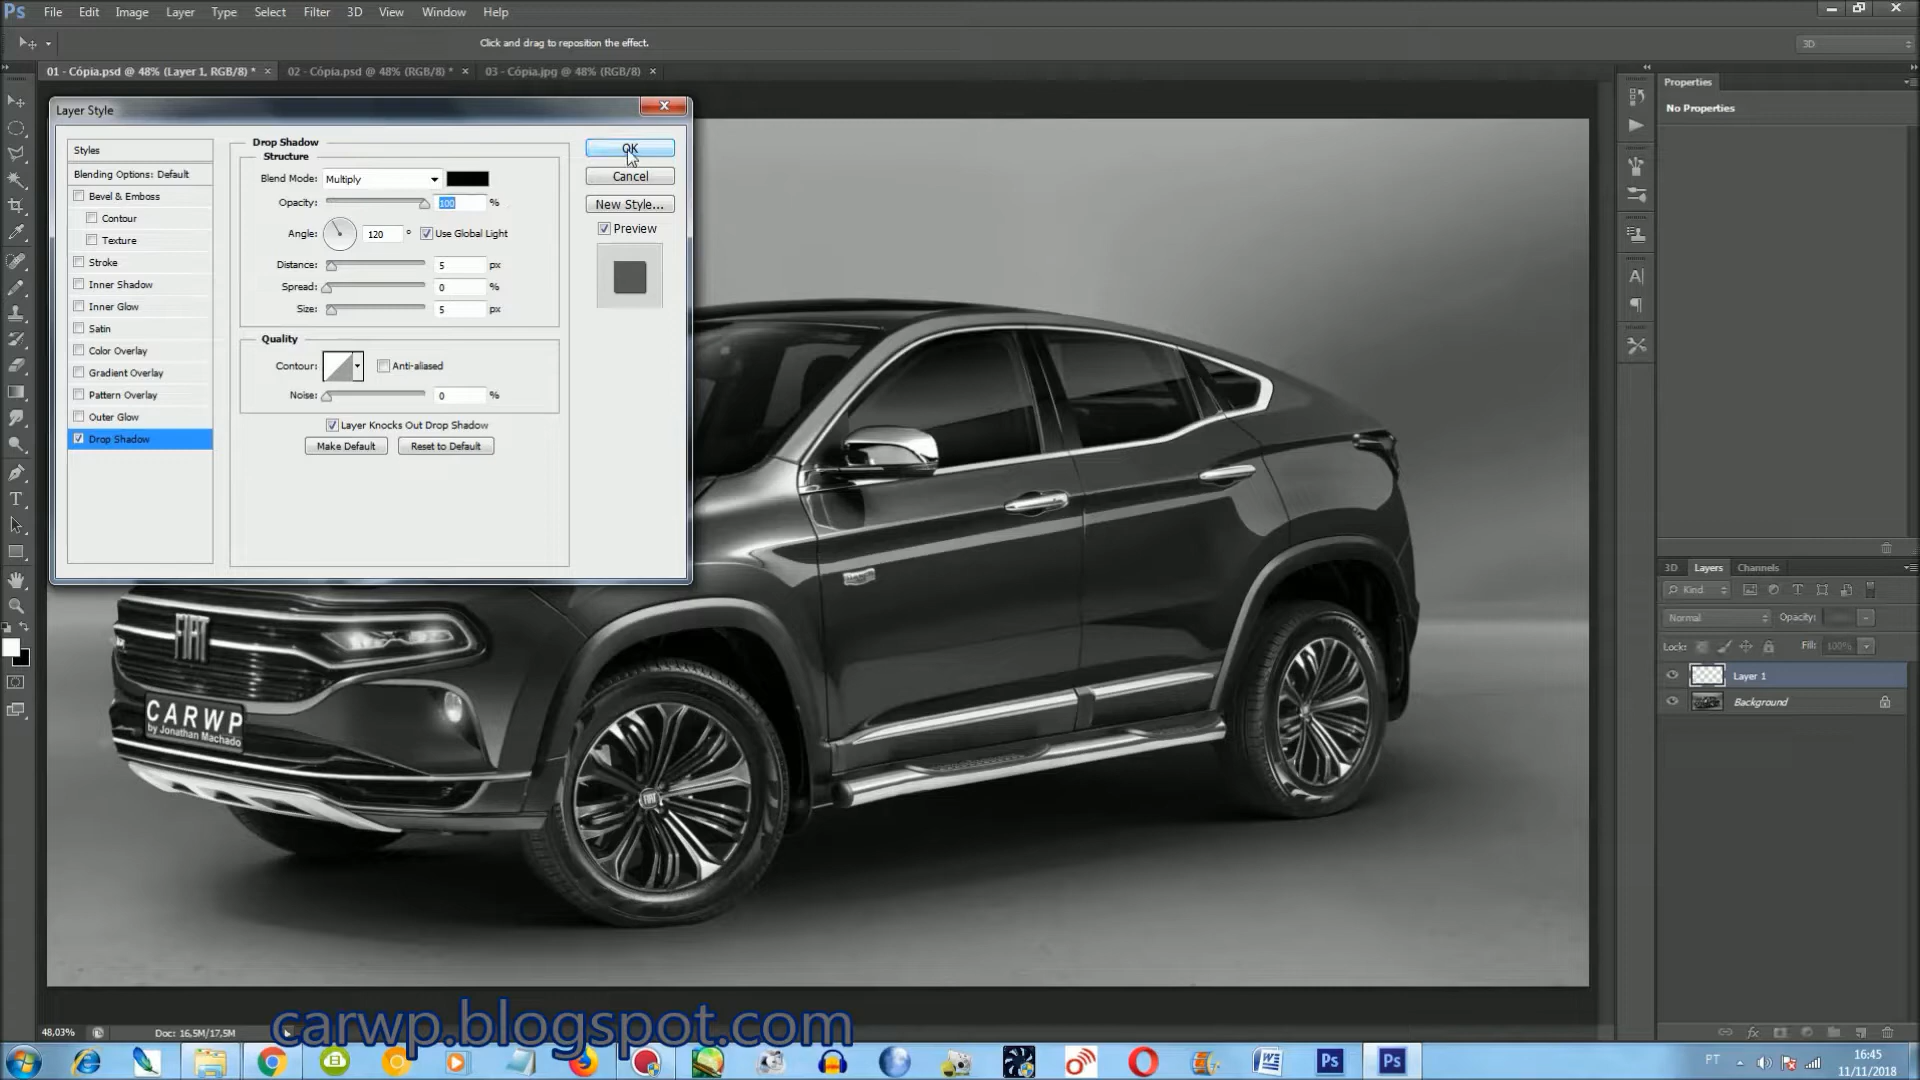 Ps File Edit Image Layer Type Select Filter 3D View Window Help
Click and drag to reposition the effect.
3D
01 - Cópia.psd @ 48% (Layer 1, RGB/8) * × 02 - Cópia.psd @ 48% (RGB/8) * × 03 - Cópia.jpg @ 48% (RGB/8) ×
Properties
No Properties
Layer Style
Styles
Blending Options: Default
Bevel & Emboss
Contour
Texture
Stroke
Inner Shadow
Inner Glow
Satin
Color Overlay
Gradient Overlay
Pattern Overlay
Outer Glow
Drop Shadow
Drop Shadow
Structure
Blend Mode: Multiply
Opacity: 100 %
Angle: 120 ° Use Global Light
Distance: 5 px
Spread: 0 %
Size: 5 px
Quality
Contour: Anti-aliased
Noise: 0 %
Layer Knocks Out Drop Shadow
Make Default Reset to Default
OK
Cancel
New Style...
Preview
FIAT
CARWP
by Jonathan Machado
FIAT
3D Layers Channels
Kind
Normal Opacity:
Lock: Fill: 100%
Layer 1
Background
48,03% Doc: 16,5M/17,5M
carwp.blogspot.com
Ps Ps
PT
16:45
11/11/2018